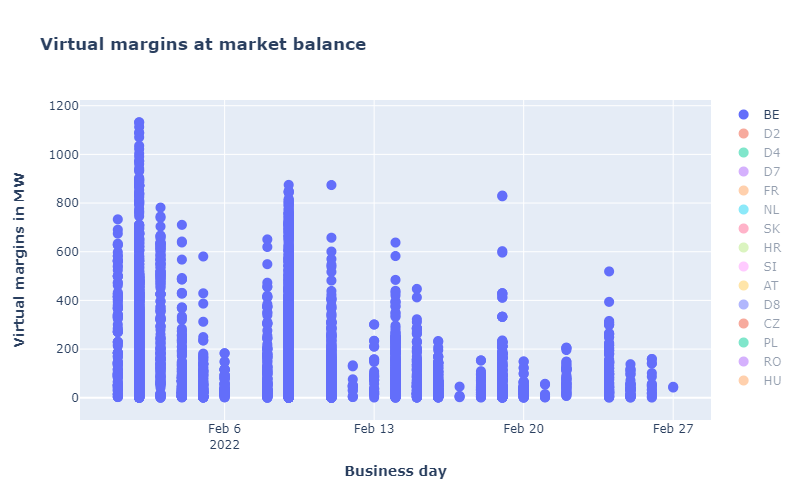 Virtual margins at market balance
1200
1000
800
600
400
200
0
Virtual margins in MW
Feb 6
2022
Feb 13
Feb 20
Feb 27
Business day
BE
D2
D4
D7
FR
NL
SK
HR
SI
AT
D8
CZ
PL
RO
HU